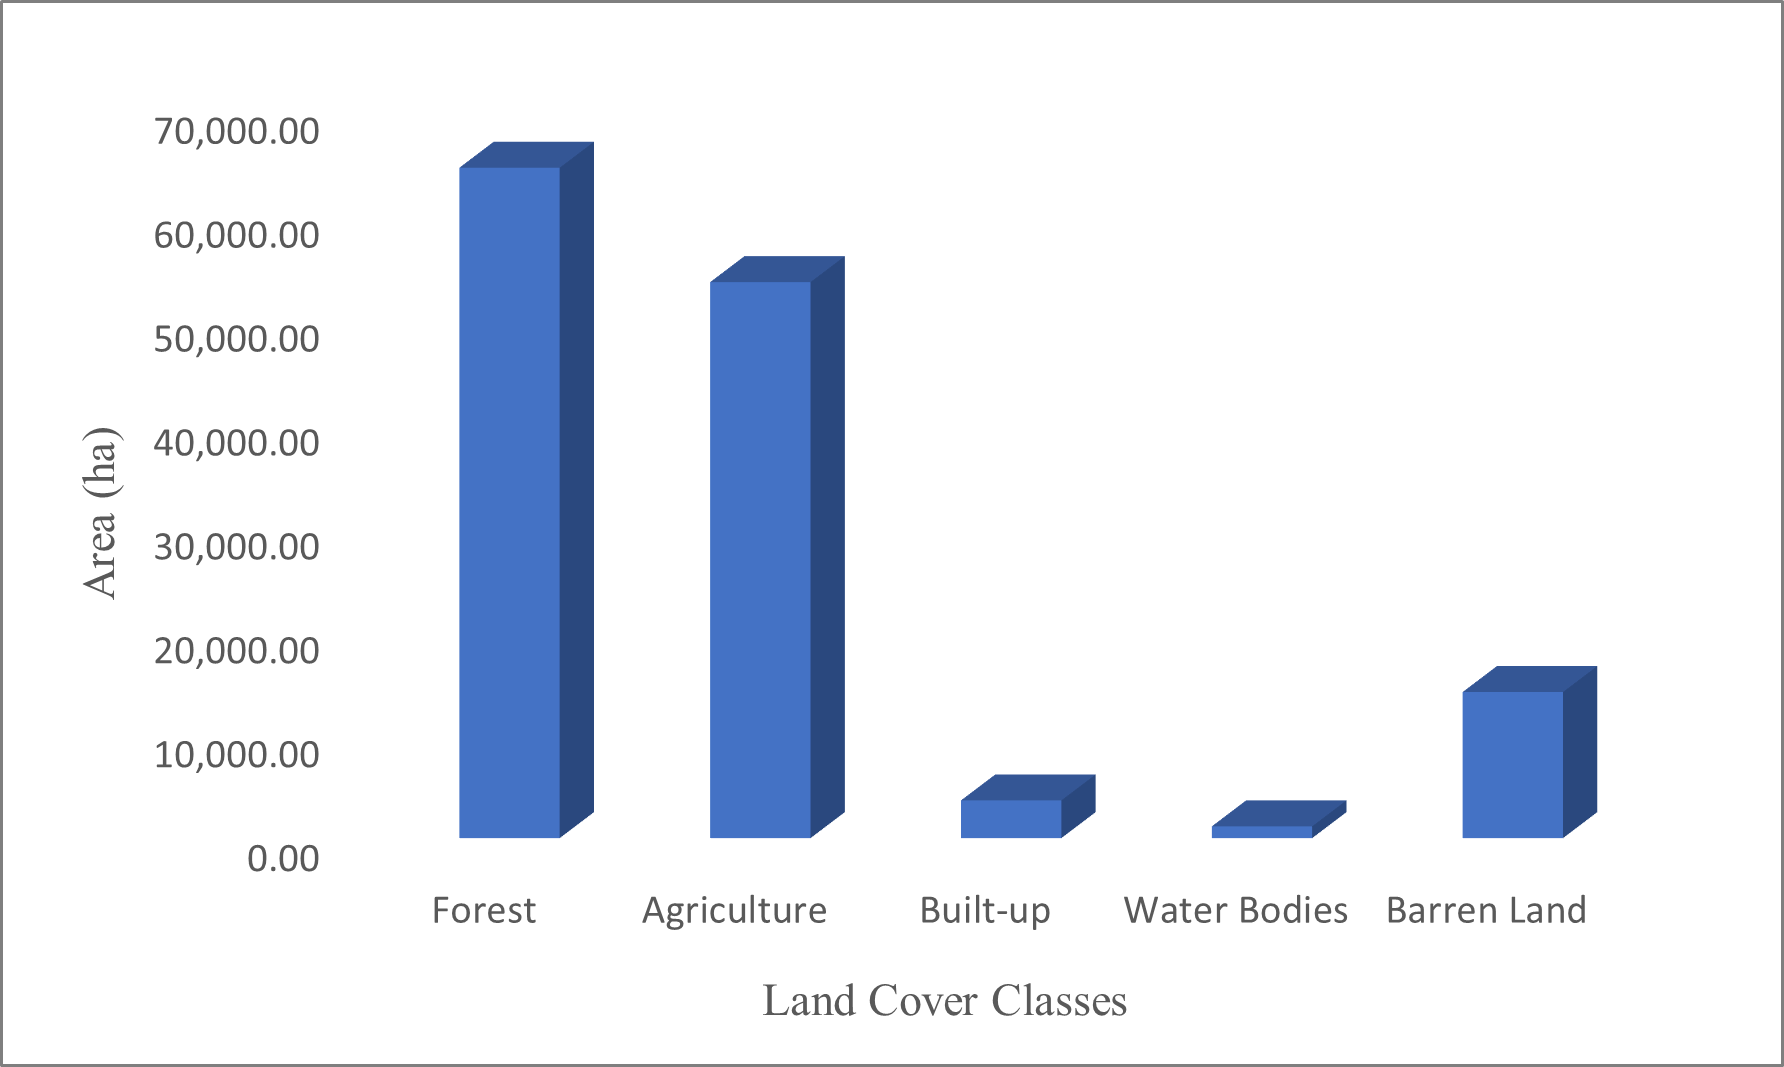 70,000.00
60,000.00
50,000.00
40,000.00
30,000.00
20,000.00
10,000.00
0.00
Area (ha)
Forest Agriculture Built-up Water Bodies Barren Land
Land Cover Classes